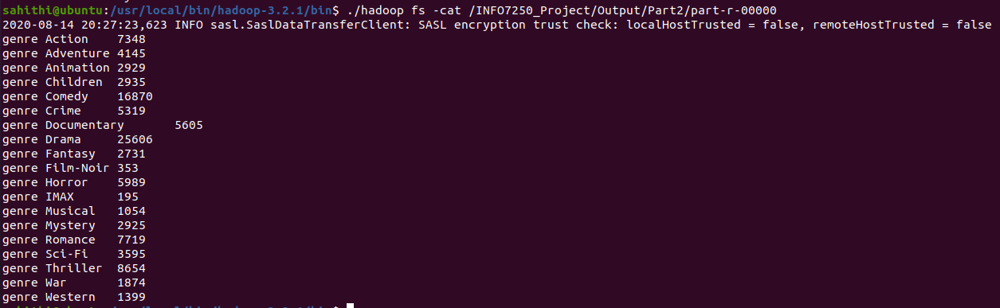 sahithi@ubuntu:/usr/local/bin/hadoop-3.2.1/bin$ ./hadoop fs -cat /INFO7250_Project/Output/Part2/part-r-00000
2020-08-14 20:27:23,623 INFO sasl.SaslDataTransferClient: SASL encryption trust check: localHostTrusted = false, remoteHostTrusted = false
genre Action 7348
genre Adventure 4145
genre Animation 2929
genre Children 2935
genre Comedy 16870
genre Crime 5319
genre Documentary 5605
genre Drama 25606
genre Fantasy 2731
genre Film-Noir 353
genre Horror 5989
genre IMAX 195
genre Musical 1054
genre Mystery 2925
genre Romance 7719
genre Sci-Fi 3595
genre Thriller 8654
genre War 1874
genre Western 1399